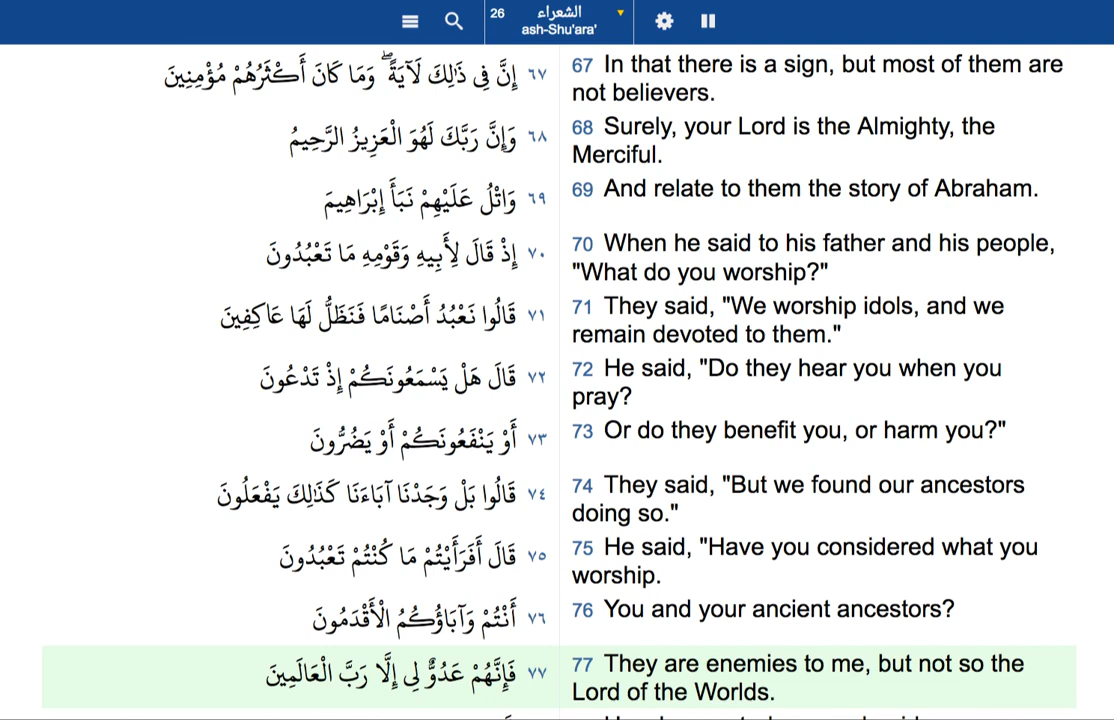 26
الشعراء
ash-Shu'ara'
٦٧ إِنَّ فِي ذَٰلِكَ لَآيَةً ۖ وَمَا كَانَ أَكْثَرُهُمْ مُؤْمِنِينَ
67 In that there is a sign, but most of them are
not believers.
٦٨ وَإِنَّ رَبَّكَ لَهُوَ الْعَزِيزُ الرَّحِيمُ
68 Surely, your Lord is the Almighty, the
Merciful.
٦٩ وَاتْلُ عَلَيْهِمْ نَبَأَ إِبْرَاهِيمَ
69 And relate to them the story of Abraham.
٧٠ إِذْ قَالَ لِأَبِيهِ وَقَوْمِهِ مَا تَعْبُدُونَ
70 When he said to his father and his people,
"What do you worship?"
٧١ قَالُوا نَعْبُدُ أَصْنَامًا فَنَظَلُّ لَهَا عَاكِفِينَ
71 They said, "We worship idols, and we
remain devoted to them."
٧٢ قَالَ هَلْ يَسْمَعُونَكُمْ إِذْ تَدْعُونَ
72 He said, "Do they hear you when you
pray?
٧٣ أَوْ يَنْفَعُونَكُمْ أَوْ يَضُرُّونَ
73 Or do they benefit you, or harm you?"
٧٤ قَالُوا بَلْ وَجَدْنَا آبَاءَنَا كَذَٰلِكَ يَفْعَلُونَ
74 They said, "But we found our ancestors
doing so."
٧٥ قَالَ أَفَرَأَيْتُمْ مَا كُنْتُمْ تَعْبُدُونَ
75 He said, "Have you considered what you
worship.
٧٦ أَنْتُمْ وَآبَاؤُكُمُ الْأَقْدَمُونَ
76 You and your ancient ancestors?
٧٧ فَإِنَّهُمْ عَدُوٌّ لِي إِلَّا رَبَّ الْعَالَمِينَ
77 They are enemies to me, but not so the
Lord of the Worlds.